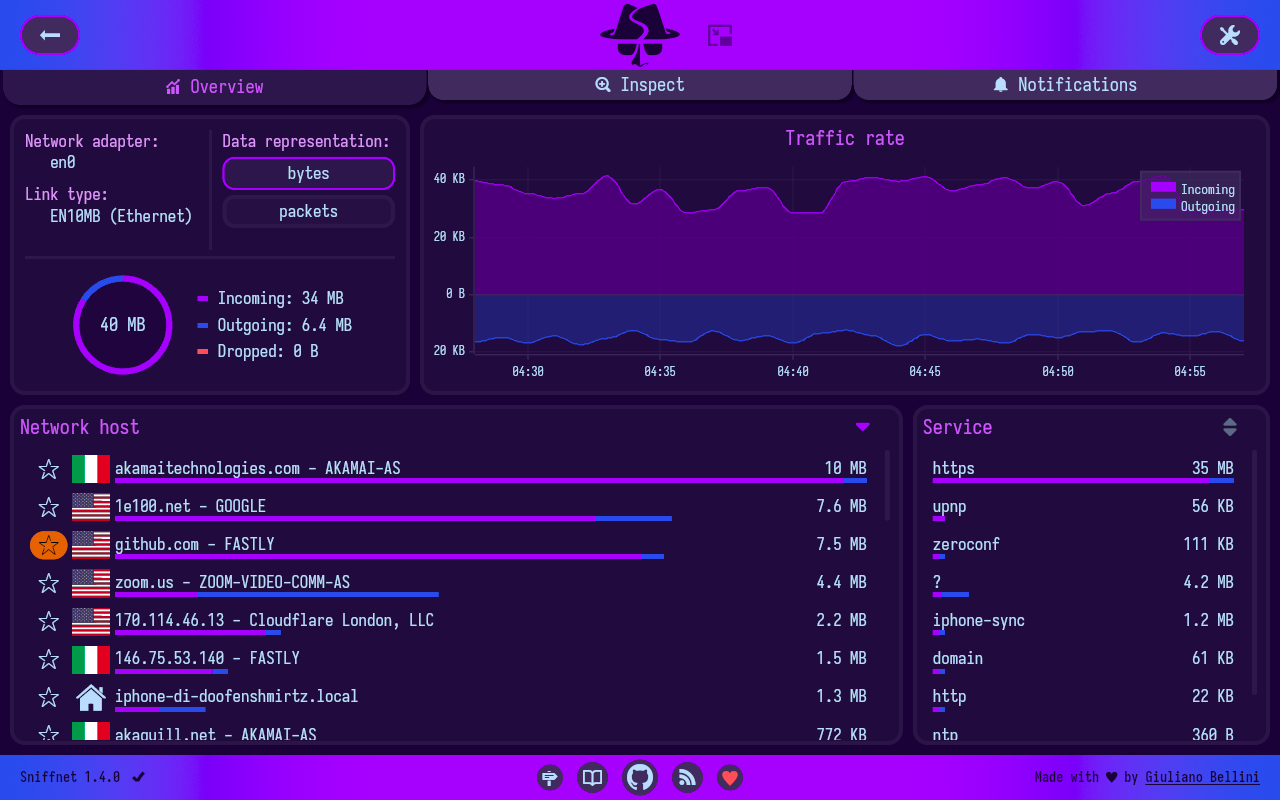 Overview
Inspect
Notifications
Network adapter:
en0
Link type:
EN10MB (Ethernet)
Data representation:
bytes
packets
40 MB
Incoming: 34 MB
Outgoing: 6.4 MB
Dropped: 0 B
Traffic rate
40 KB
20 KB
0 B
20 KB
Incoming
Outgoing
04:30 04:35 04:40 04:45 04:50 04:55
Network host
akamaitechnologies.com - AKAMAI-AS 10 MB
1e100.net - GOOGLE 7.6 MB
github.com - FASTLY 7.5 MB
zoom.us - ZOOM-VIDEO-COMM-AS 4.4 MB
170.114.46.13 - Cloudflare London, LLC 2.2 MB
146.75.53.140 - FASTLY 1.5 MB
iphone-di-doofenshmirtz.local 1.3 MB
akaquill.net - AKAMAI-AS 772 KB
Service
https 35 MB
upnp 56 KB
zeroconf 111 KB
? 4.2 MB
iphone-sync 1.2 MB
domain 61 KB
http 22 KB
ntp 360 B
Sniffnet 1.4.0 ✔
Made with ♥ by Giuliano Bellini